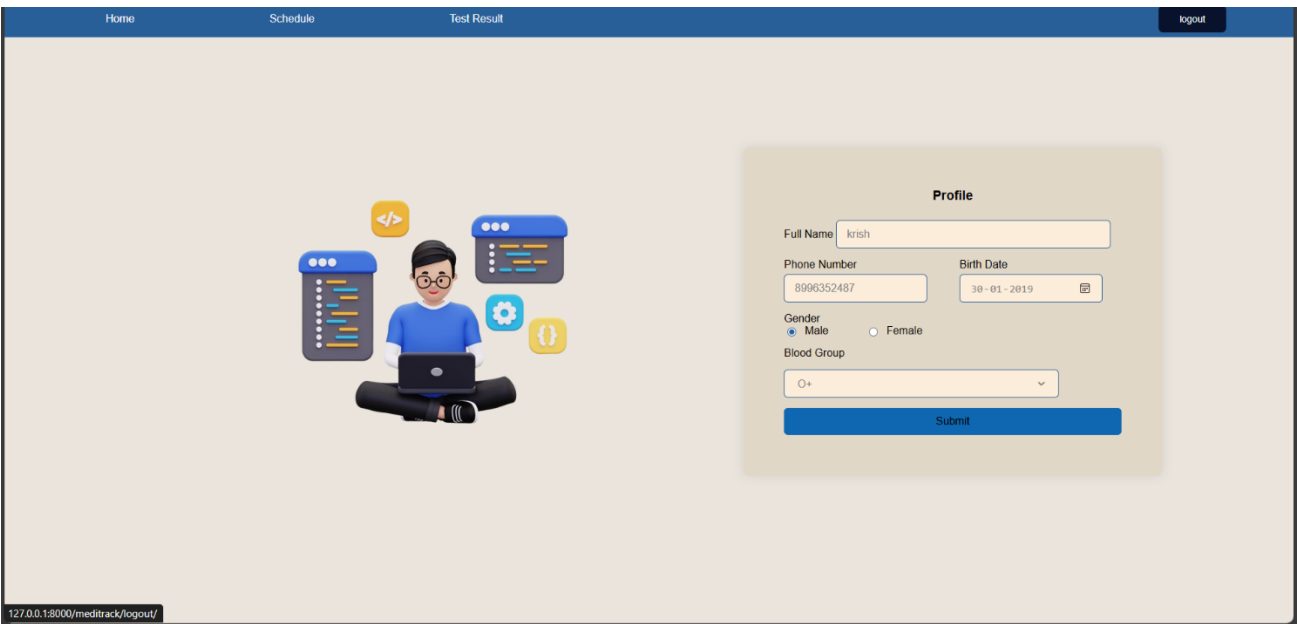 Home Schedule Test Result logout
</>
{}
Profile
Full Name krish
Phone Number Birth Date
8996352487 30-01-2019
Gender
Male Female
Blood Group
O+
Submit
127.0.0.1:8000/meditrack/logout/